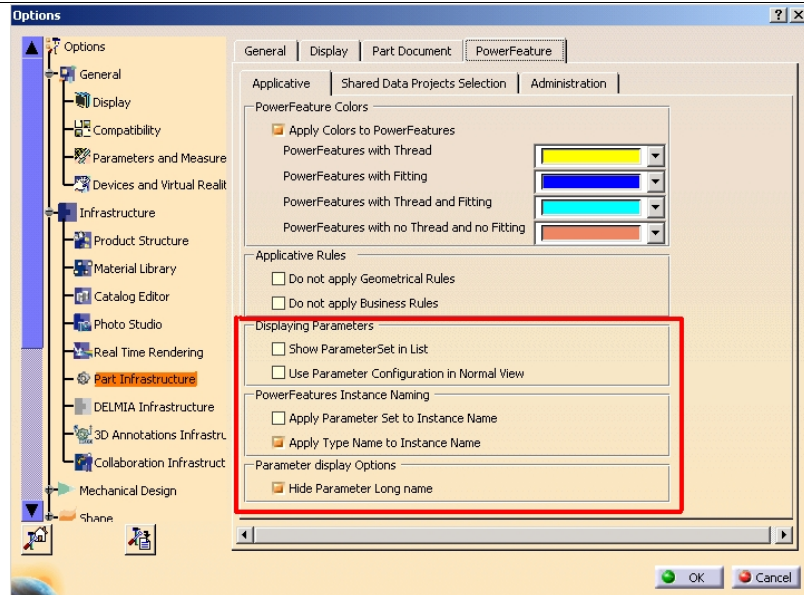 Options
Options
General
Display
Compatibility
Parameters and Measure
Devices and Virtual Realit
Infrastructure
Product Structure
Material Library
Catalog Editor
Photo Studio
Real Time Rendering
Part Infrastructure
DELMIA Infrastructure
3D Annotations Infrastru
Collaboration Infrastruct
Mechanical Design
Shape
General Display Part Document PowerFeature
Applicative Shared Data Projects Selection Administration
PowerFeature Colors
Apply Colors to PowerFeatures
PowerFeatures with Thread
PowerFeatures with Fitting
PowerFeatures with Thread and Fitting
PowerFeatures with no Thread and no Fitting
Applicative Rules
Do not apply Geometrical Rules
Do not apply Business Rules
Displaying Parameters
Show ParameterSet in List
Use Parameter Configuration in Normal View
PowerFeatures Instance Naming
Apply Parameter Set to Instance Name
Apply Type Name to Instance Name
Parameter display Options
Hide Parameter Long name
OK Cancel